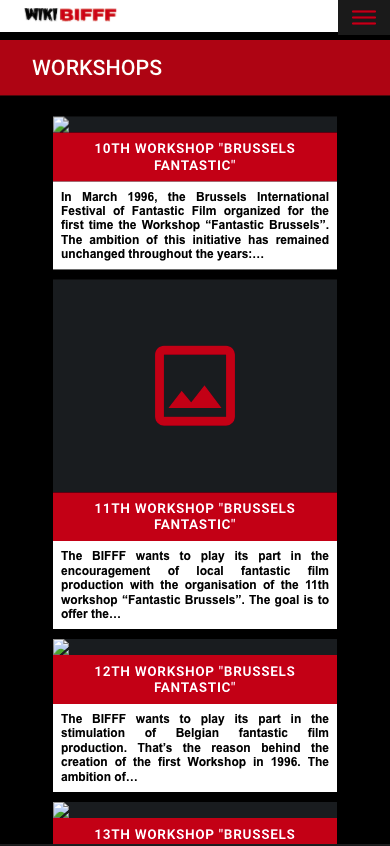 WIKI BIFFF
WORKSHOPS
10TH WORKSHOP "BRUSSELS
FANTASTIC"
In March 1996, the Brussels International
Festival of Fantastic Film organized for the
first time the Workshop “Fantastic Brussels”.
The ambition of this initiative has remained
unchanged throughout the years:…
11TH WORKSHOP "BRUSSELS
FANTASTIC"
The BIFFF wants to play its part in the
encouragement of local fantastic film
production with the organisation of the 11th
workshop “Fantastic Brussels”. The goal is to
offer the…
12TH WORKSHOP "BRUSSELS
FANTASTIC"
The BIFFF wants to play its part in the
stimulation of Belgian fantastic film
production. That’s the reason behind the
creation of the first Workshop in 1996. The
ambition of…
13TH WORKSHOP "BRUSSELS